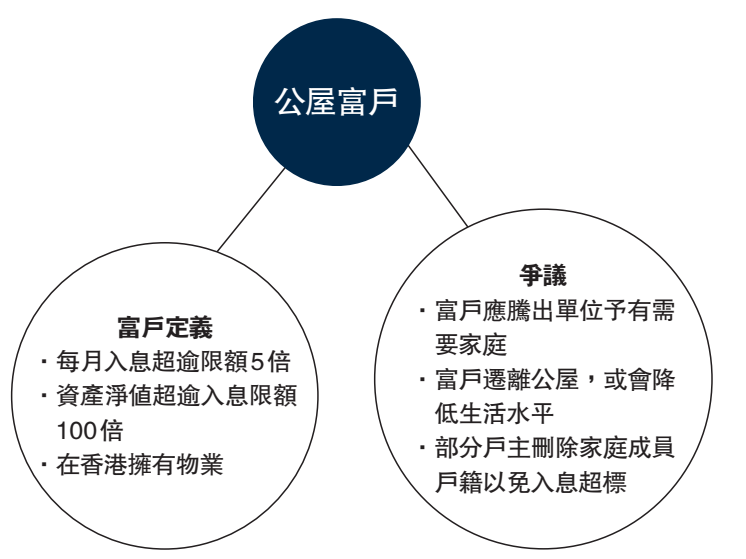 公屋富戶
富戶定義
·每月入息超逾限額5倍
·資產淨值超逾入息限額
100倍
·在香港擁有物業
爭議
·富戶應騰出單位予有需
要家庭
·富戶遷離公屋，或會降
低生活水平
·部分戶主刪除家庭成員
戶籍以免入息超標